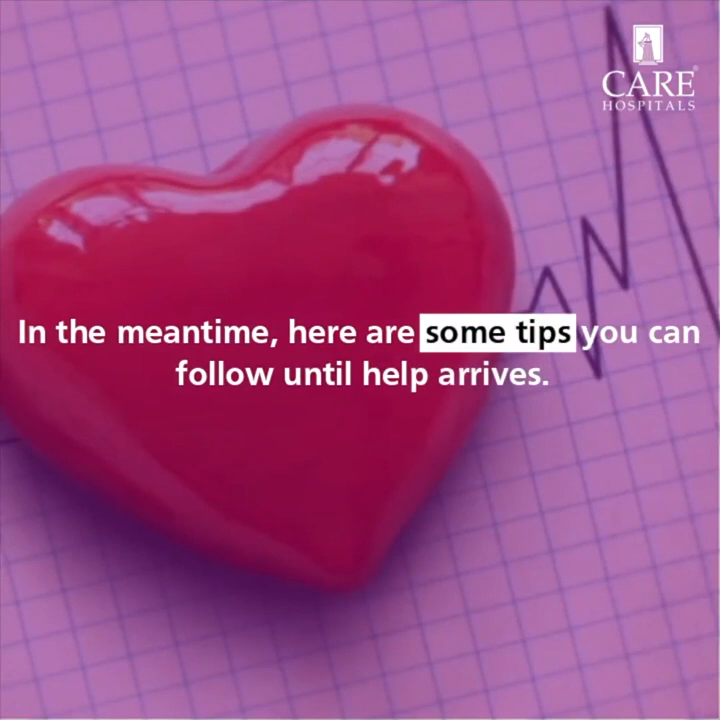 CARE®
HOSPITALS
In the meantime, here are some tips you can
follow until help arrives.